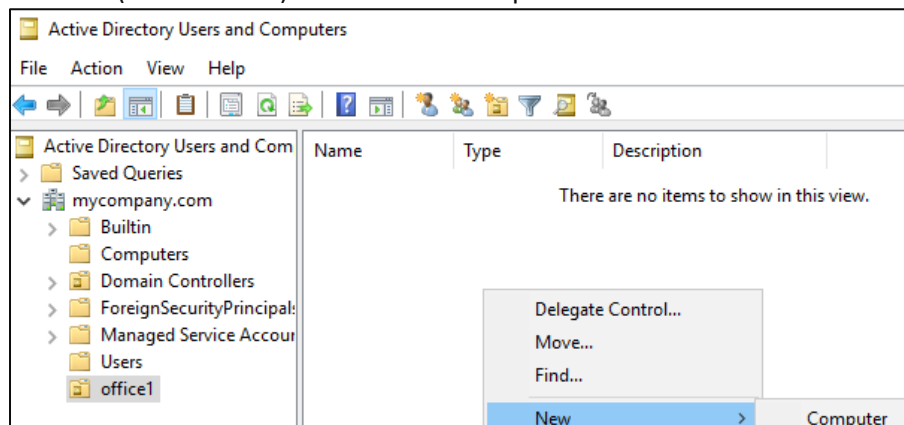 Active Directory Users and Computers
File Action View Help
Active Directory Users and Com
Name Type Description
Saved Queries
There are no items to show in this view.
mycompany.com
Builtin
Computers
Domain Controllers
ForeignSecurityPrincipals
Managed Service Accour
Users
office1
Delegate Control...
Move...
Find...
New > Computer